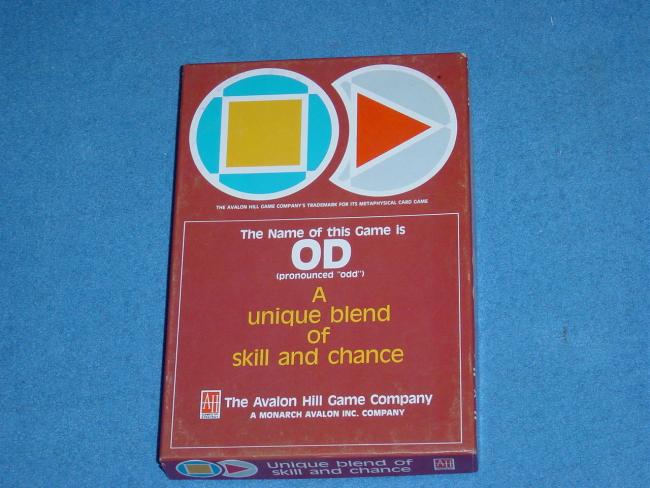 THE AVALON HILL GAME COMPANY'S TRADEMARK FOR ITS METAPHYSICAL CARD GAME
The Name of this Game is
OD
(pronounced "odd")
A
unique blend
of
skill and chance
AH
The Avalon Hill Game Company
A MONARCH AVALON INC. COMPANY
Unique blend of
skill and chance
AH